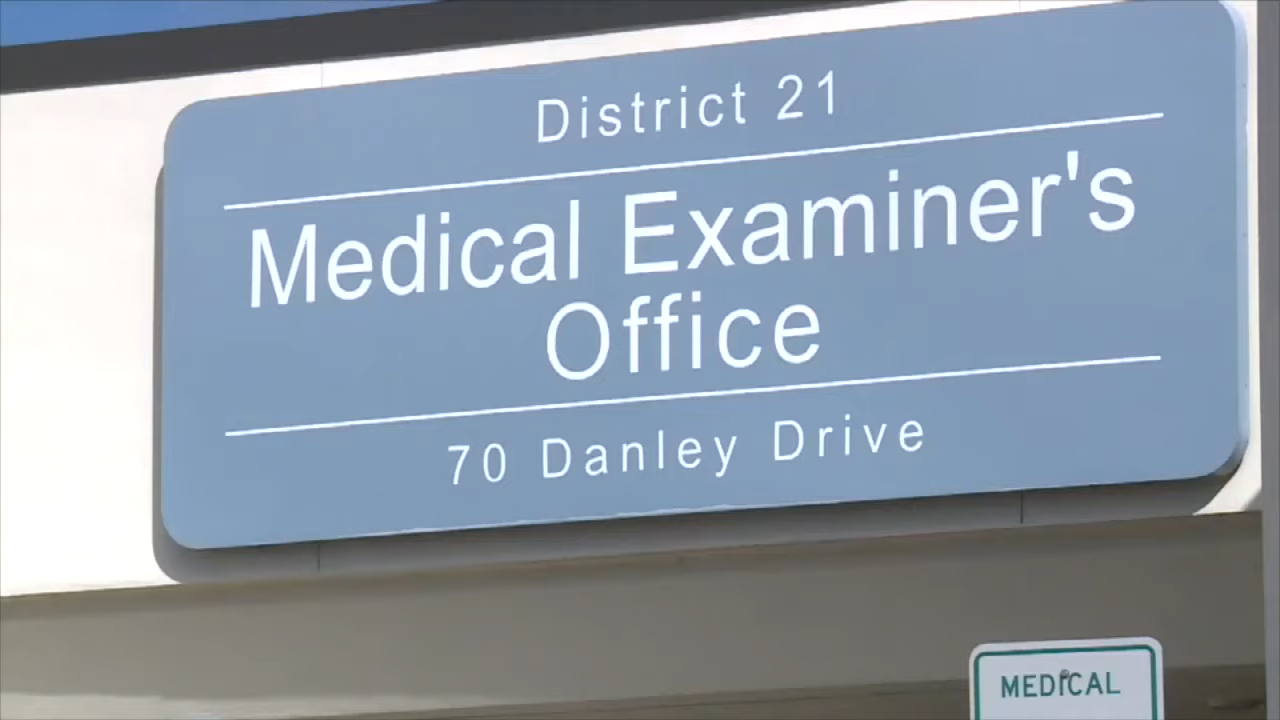 District 21
Medical Examiner's
Office
70 Danley Drive
MEDICAL